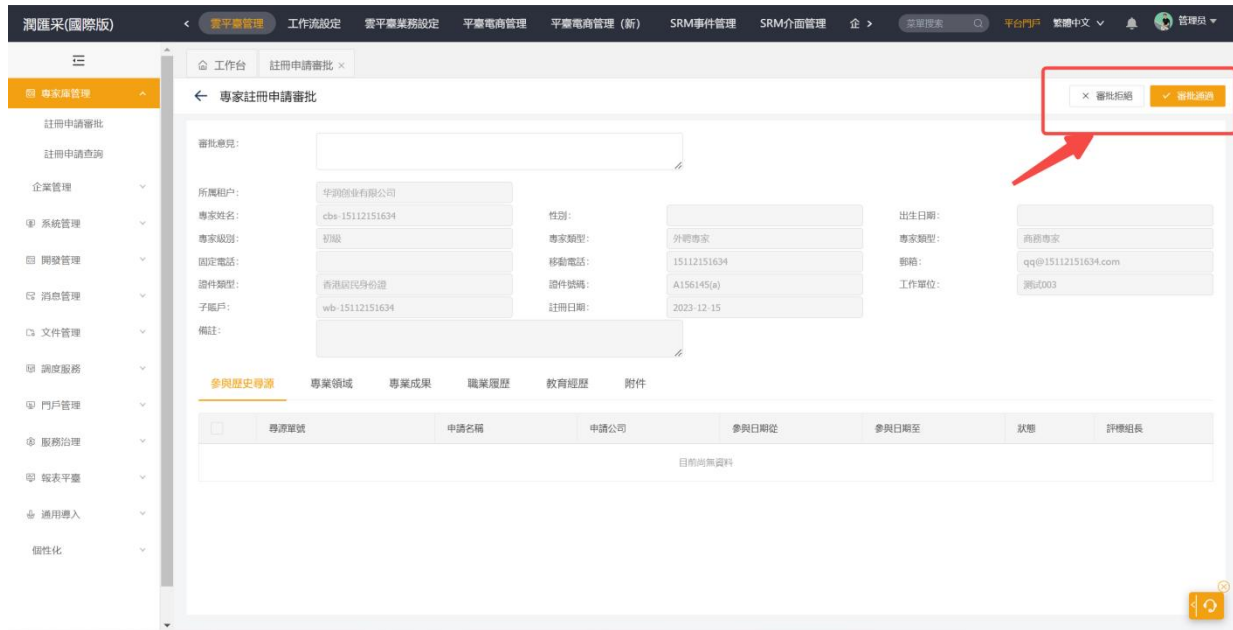 潤匯采(國際版)
雲平臺管理 工作流設定 雲平臺業務設定 平臺電商管理 平臺電商管理（新） SRM事件管理 SRM介面管理 企
菜單搜索 平台門戶 繁體中文 管理员
工作台 註冊申請審批
專家庫管理
專家註冊申請審批 審批拒絕 審批通過
註冊申請審批
註冊申請查詢
企業管理
系統管理
開發管理
消息管理
文件管理
調度服務
門戶管理
服務治理
報表平臺
通用導入
個性化
審批意見:
所屬租户: 华润创业有限公司
專家姓名: cbs-15112151634 性別: 出生日期:
專家級別: 初級 專家類型: 外聘專家 專家類型: 商務專家
固定電話: 移動電話: 15112151634 郵箱: qq@15112151634.com
證件類型: 香港居民身份證 證件號碼: A156145(a) 工作單位: 測試003
子賬戶: wb-15112151634 註冊日期: 2023-12-15
備註:
參與歷史尋源 專業領域 專業成果 職業履歷 教育經歷 附件
尋源單號 申請名稱 申請公司 參與日期從 參與日期至 狀態 評標組長
目前尚無資料